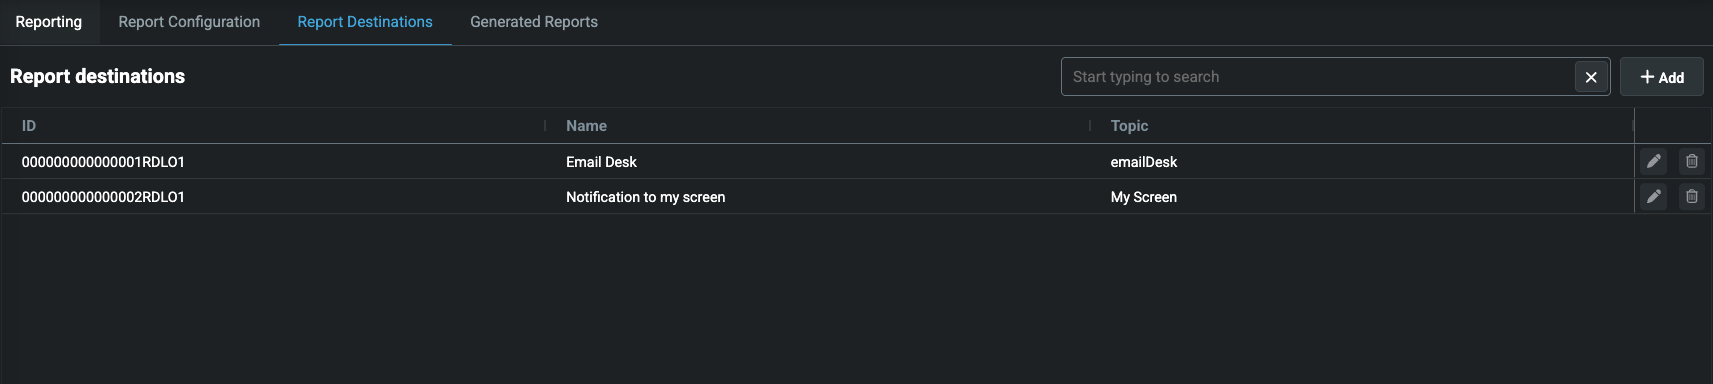 Reporting Report Configuration Report Destinations Generated Reports
Report destinations Start typing to search Add
ID Name Topic
000000000000001RDLO1 Email Desk emailDesk
000000000000002RDLO1 Notification to my screen My Screen